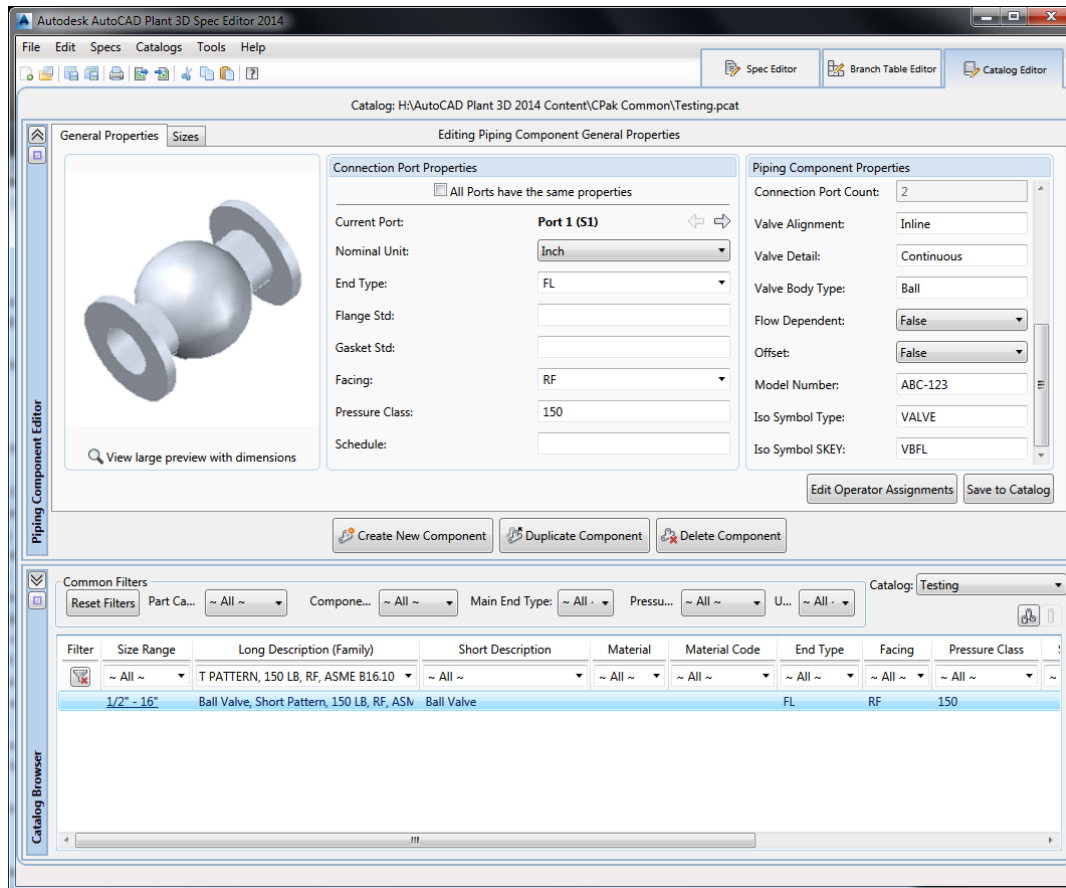 Autodesk AutoCAD Plant 3D Spec Editor 2014
File Edit Specs Catalogs Tools Help
Spec Editor
Branch Table Editor
Catalog Editor
Catalog: H:\AutoCAD Plant 3D 2014 Content\CPak Common\Testing.pcat
General Properties Sizes
Editing Piping Component General Properties
Piping Component Editor
View large preview with dimensions
Connection Port Properties
All Ports have the same properties
Current Port: Port 1 (S1)
Nominal Unit: Inch
End Type: FL
Flange Std:
Gasket Std:
Facing: RF
Pressure Class: 150
Schedule:
Piping Component Properties
Connection Port Count: 2
Valve Alignment: Inline
Valve Detail: Continuous
Valve Body Type: Ball
Flow Dependent: False
Offset: False
Model Number: ABC-123
Iso Symbol Type: VALVE
Iso Symbol SKEY: VBFL
Edit Operator Assignments Save to Catalog
Create New Component Duplicate Component Delete Component
Catalog Browser
Common Filters
Catalog: Testing
Reset Filters Part Ca... ~ All ~ Compone... ~ All ~ Main End Type: ~ All · Pressu... ~ All ~ U... ~ All ·
Filter Size Range Long Description (Family) Short Description Material Material Code End Type Facing Pressure Class
~ All ~ T PATTERN, 150 LB, RF, ASME B16.10 ~ All ~ ~ All ~ ~ All ~ ~ All ~ ~ All ~ ~ All ~ ~
1/2" - 16" Ball Valve, Short Pattern, 150 LB, RF, ASM Ball Valve FL RF 150